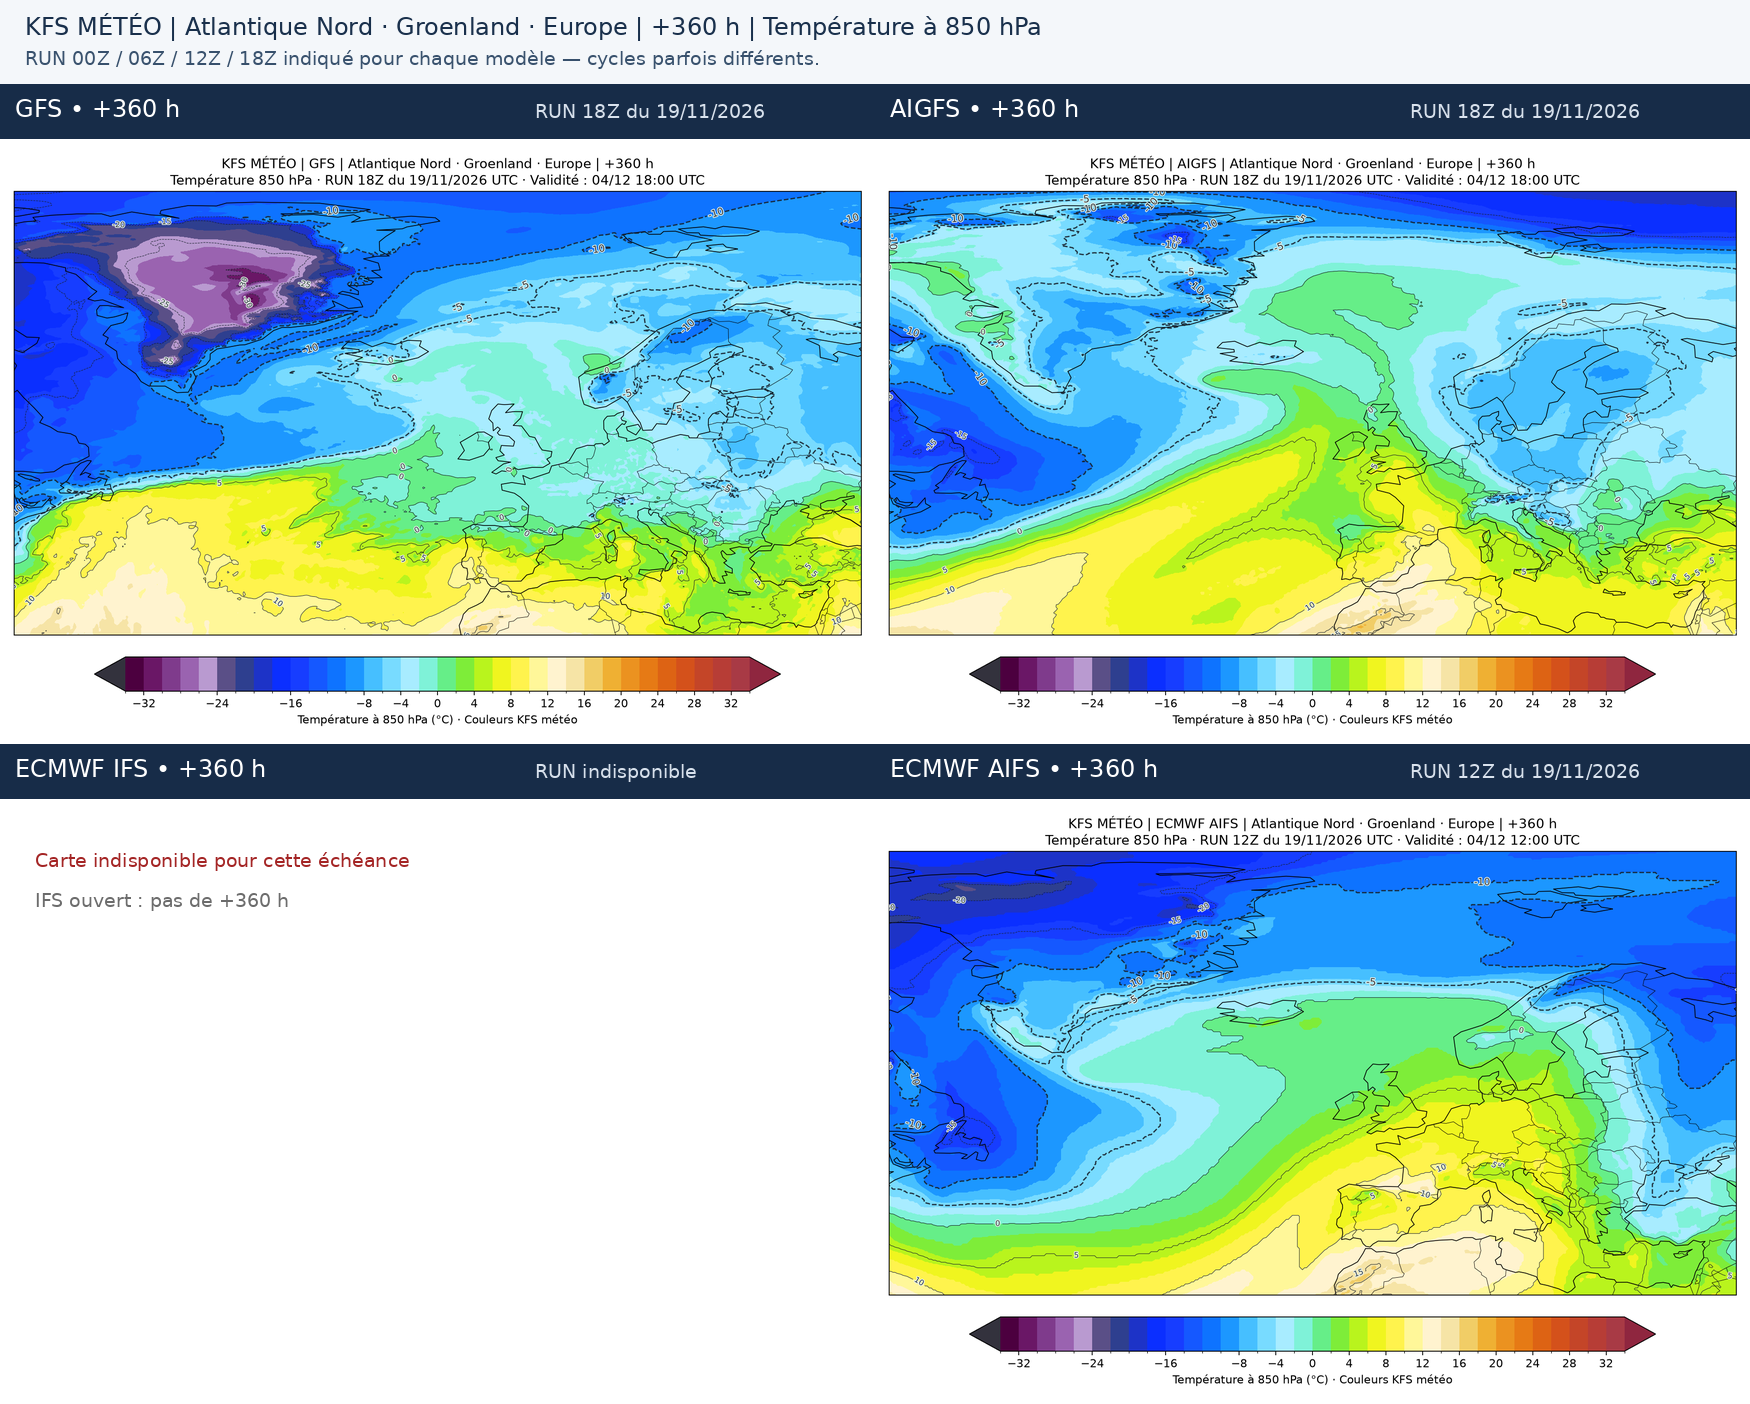 KFS MÉTÉO | Atlantique Nord · Groenland · Europe | +360 h | Température à 850 hPa
RUN 00Z / 06Z / 12Z / 18Z indiqué pour chaque modèle — cycles parfois différents.
GFS • +360 h
RUN 18Z du 19/11/2026
KFS MÉTÉO | GFS | Atlantique Nord · Groenland · Europe | +360 h
Température 850 hPa · RUN 18Z du 19/11/2026 UTC · Validité : 04/12 18:00 UTC
−32 −24 −16 −8 −4 0 4 8 12 16 20 24 28 32
Température à 850 hPa (°C) · Couleurs KFS météo
AIGFS • +360 h
RUN 18Z du 19/11/2026
KFS MÉTÉO | AIGFS | Atlantique Nord · Groenland · Europe | +360 h
Température 850 hPa · RUN 18Z du 19/11/2026 UTC · Validité : 04/12 18:00 UTC
−32 −24 −16 −8 −4 0 4 8 12 16 20 24 28 32
Température à 850 hPa (°C) · Couleurs KFS météo
ECMWF IFS • +360 h
RUN indisponible
Carte indisponible pour cette échéance
IFS ouvert : pas de +360 h
ECMWF AIFS • +360 h
RUN 12Z du 19/11/2026
KFS MÉTÉO | ECMWF AIFS | Atlantique Nord · Groenland · Europe | +360 h
Température 850 hPa · RUN 12Z du 19/11/2026 UTC · Validité : 04/12 12:00 UTC
−32 −24 −16 −8 −4 0 4 8 12 16 20 24 28 32
Température à 850 hPa (°C) · Couleurs KFS météo